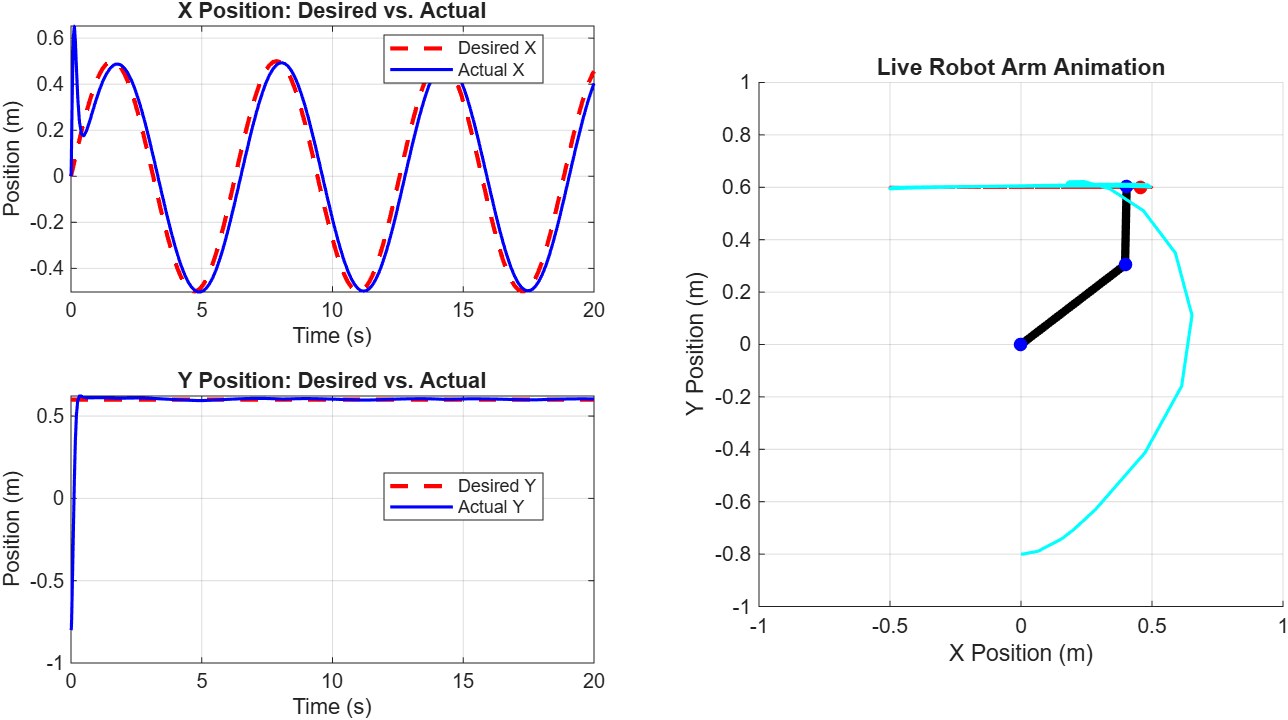 X Position: Desired vs. Actual
Position (m)
0.6
0.4
0.2
0
-0.2
-0.4
Desired X
Actual X
0 5 10 15 20
Time (s)
Y Position: Desired vs. Actual
Position (m)
0.5
0
-0.5
-1
Desired Y
Actual Y
0 5 10 15 20
Time (s)
Live Robot Arm Animation
Y Position (m)
1
0.8
0.6
0.4
0.2
0
-0.2
-0.4
-0.6
-0.8
-1
-1 -0.5 0 0.5 1
X Position (m)